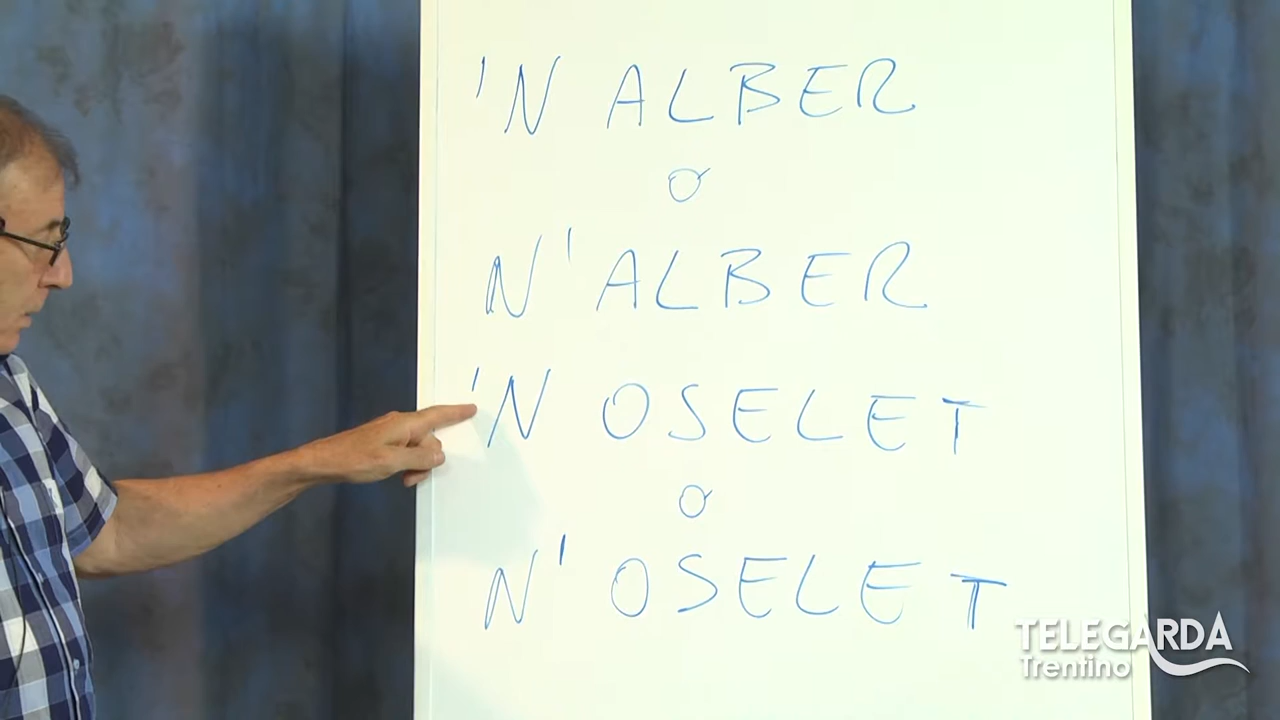 'N ALBER
o
N'ALBER
'N OSELET
o
N' OSELET
TELEGARDA
Trentino